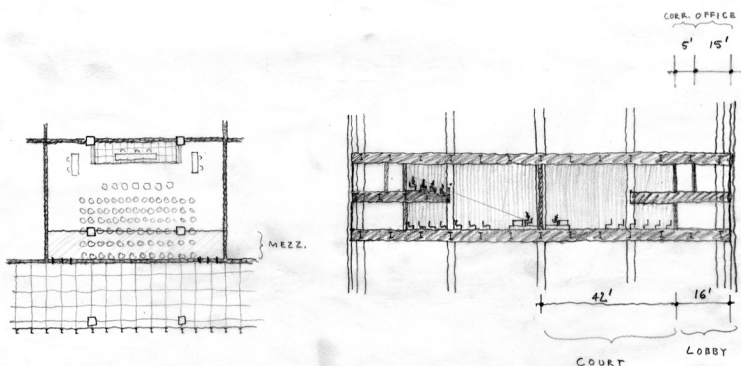 CORR. OFFICE
5' 15'
MEZZ.
42' 16'
COURT LOBBY